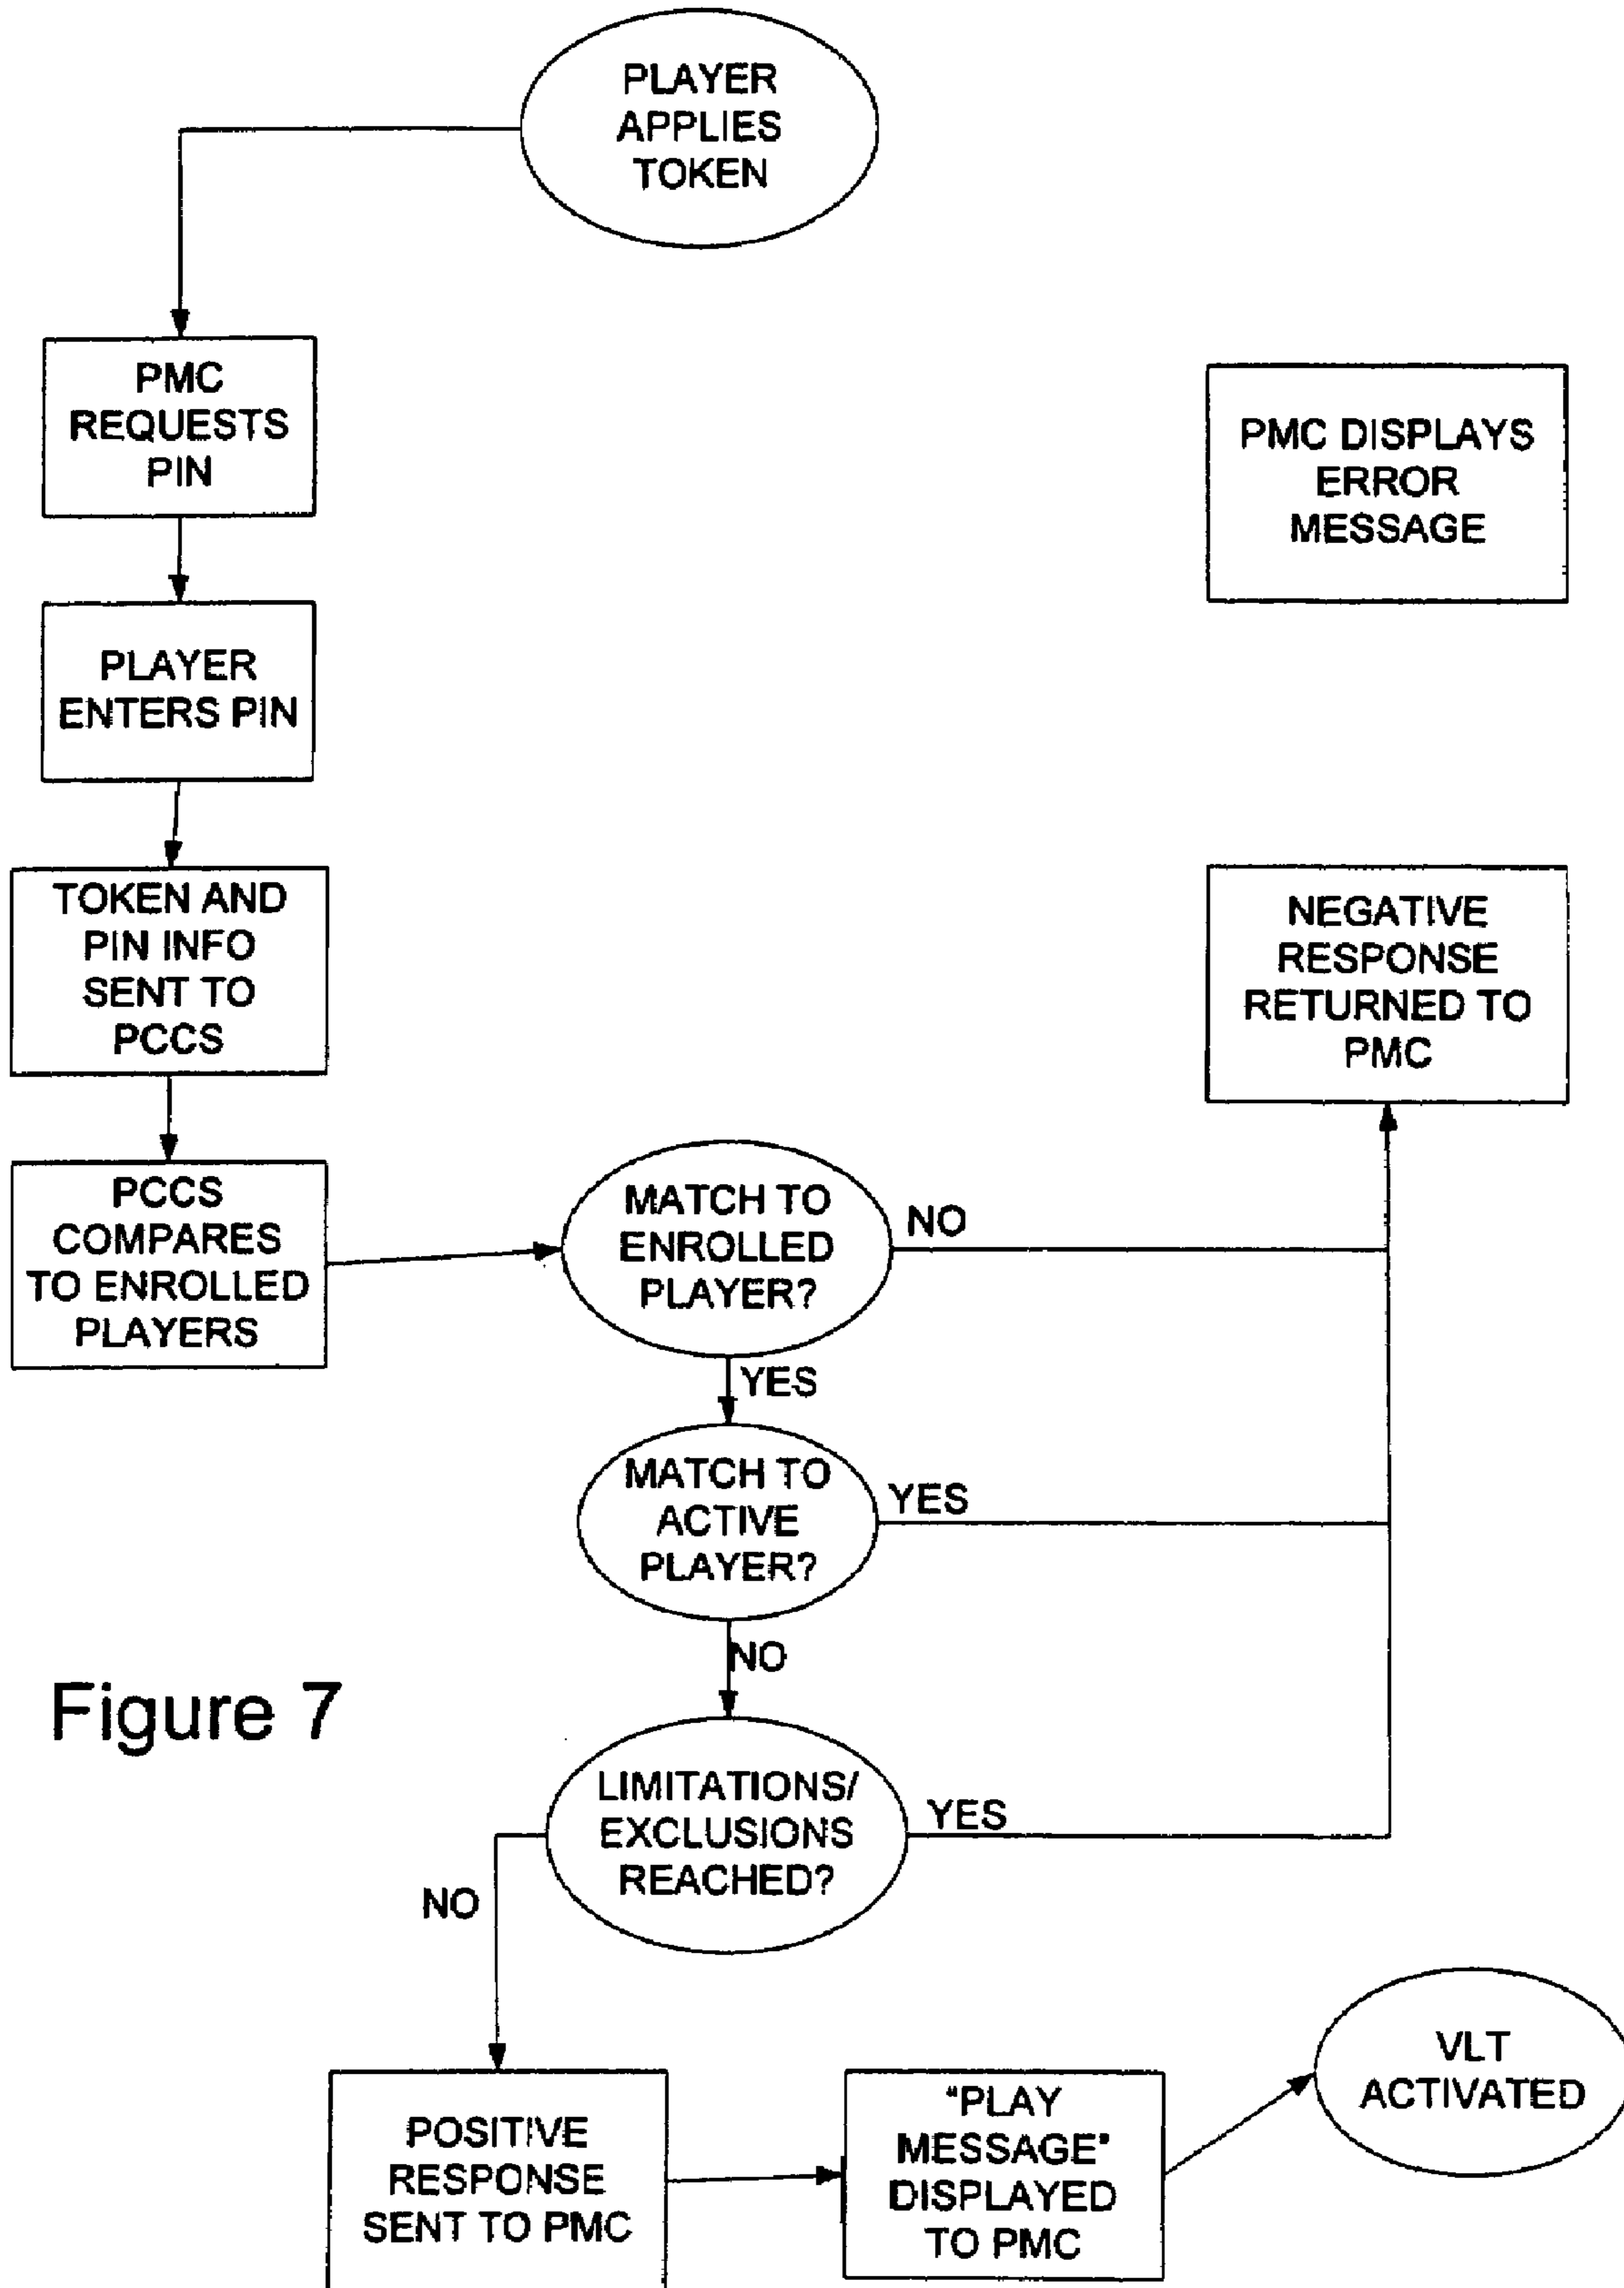 PLAYER
APPLIES
TOKEN
PMC
REQUESTS
PIN
PMC DISPLAYS
ERROR
MESSAGE
PLAYER
ENTERS PIN
TOKEN AND
PIN INFO
SENT TO
PCCS
NEGATIVE
RESPONSE
RETURNED TO
PMC
PCCS
COMPARES
TO ENROLLED
PLAYERS
MATCH TO
ENROLLED
PLAYER?
NO
YES
MATCH TO
ACTIVE
PLAYER?
YES
NO
Figure 7
LIMITATIONS/
EXCLUSIONS
REACHED?
YES
NO
POSITIVE
RESPONSE
SENT TO PMC
"PLAY
MESSAGE"
DISPLAYED
TO PMC
VLT
ACTIVATED